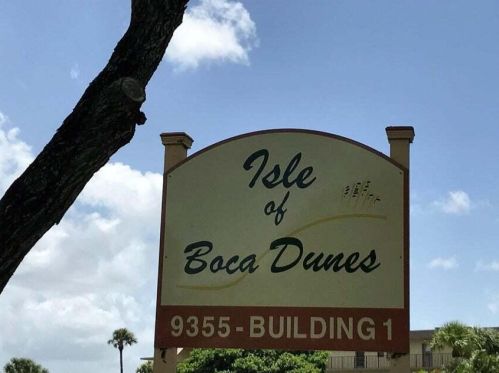 Isle
of
Boca Dunes
9355-BUILDING 1